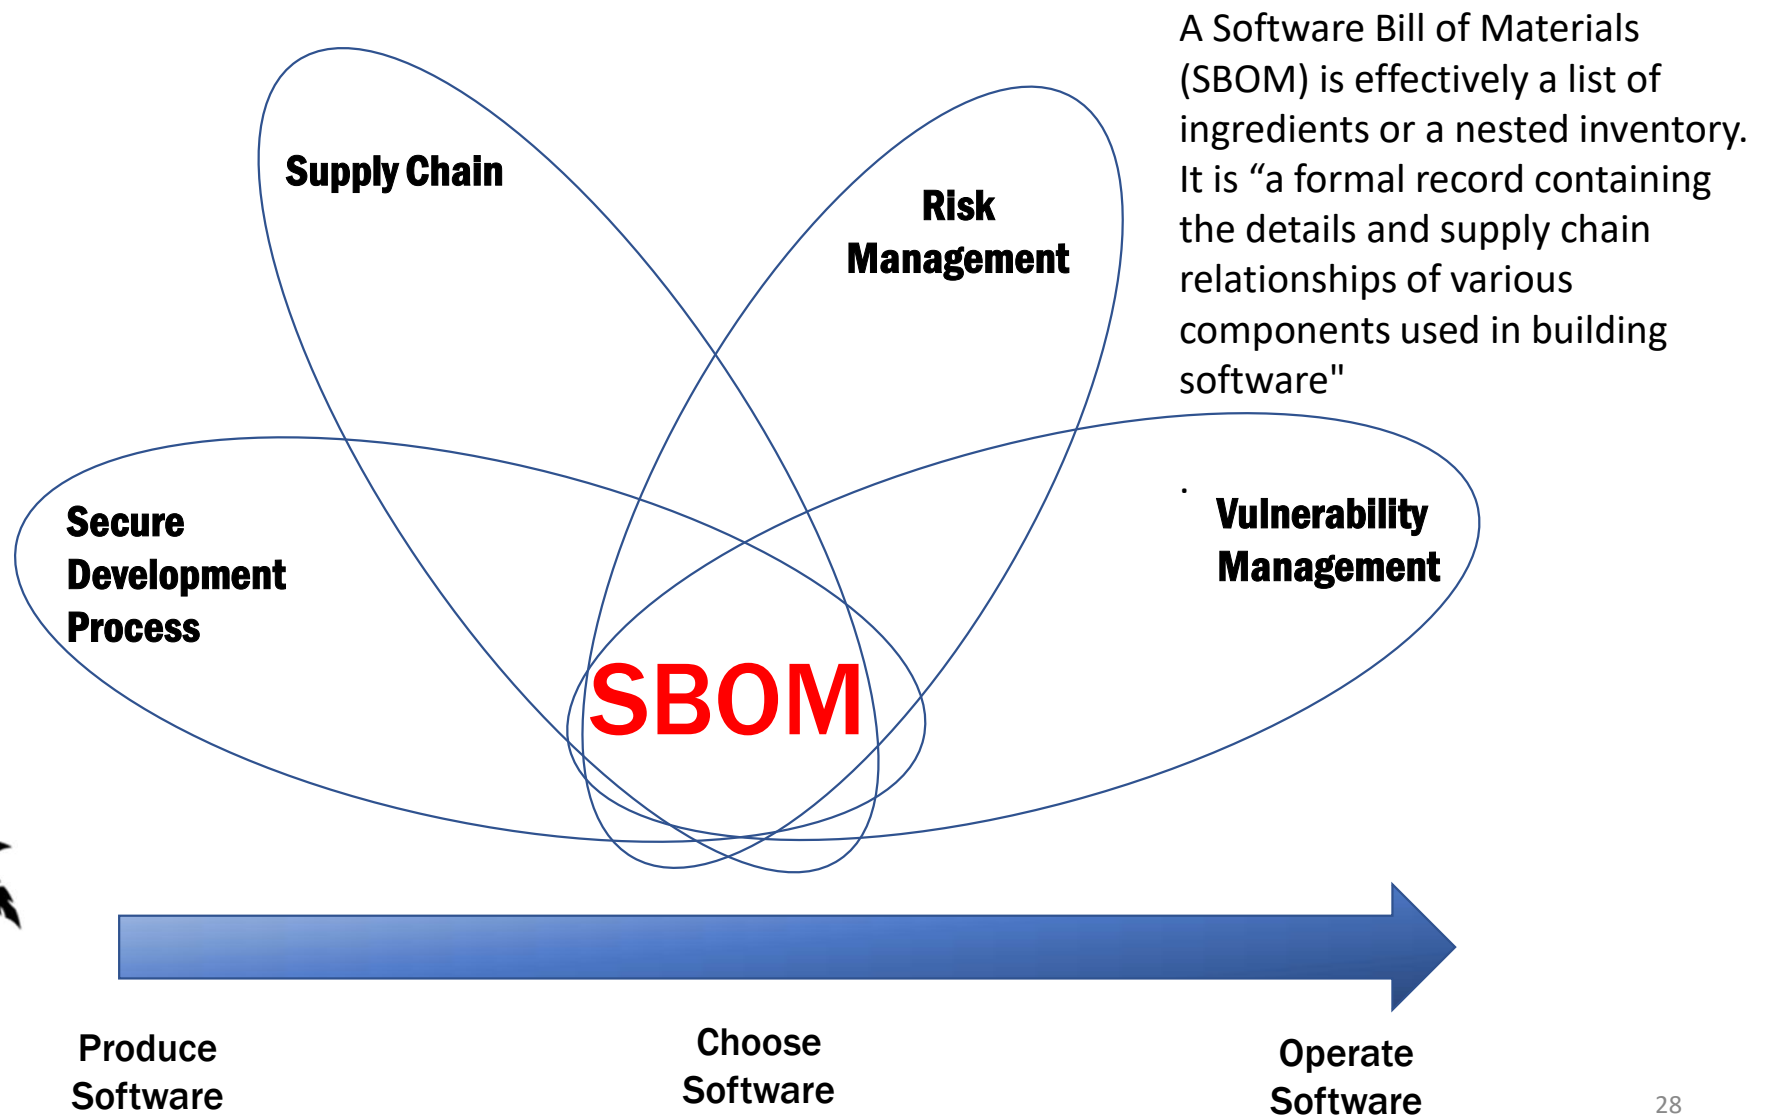 A Software Bill of Materials
(SBOM) is effectively a list of
ingredients or a nested inventory.
It is “a formal record containing
the details and supply chain
relationships of various
components used in building
software"
.
Supply Chain
Risk
Management
Secure
Development
Process
Vulnerability
Management
SBOM
Produce
Software
Choose
Software
Operate
Software
28